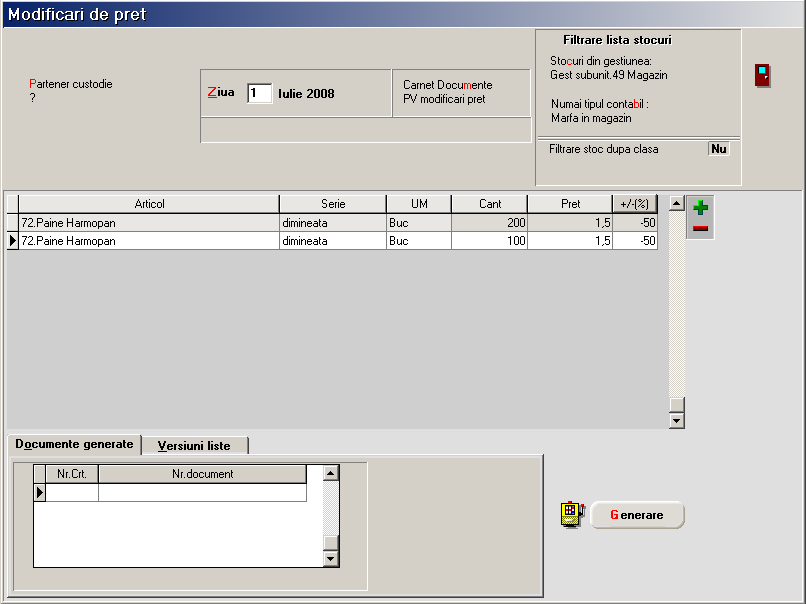 Modificari de pret
Partener custodie
?
Ziua 1 Iulie 2008
Carnet Documente
PV modificari pret
Filtrare lista stocuri
Stocuri din gestiunea:
Gest subunit.49 Magazin
Numai tipul contabil :
Marfa in magazin
Filtrare stoc dupa clasa Nu
Articol Serie UM Cant Pret +/-(%)
72.Paine Harmopan dimineata Buc 200 1,5 -50
72.Paine Harmopan dimineata Buc 100 1,5 -50
Documente generate Versiuni liste
Nr.Crt. Nr.document
Generare